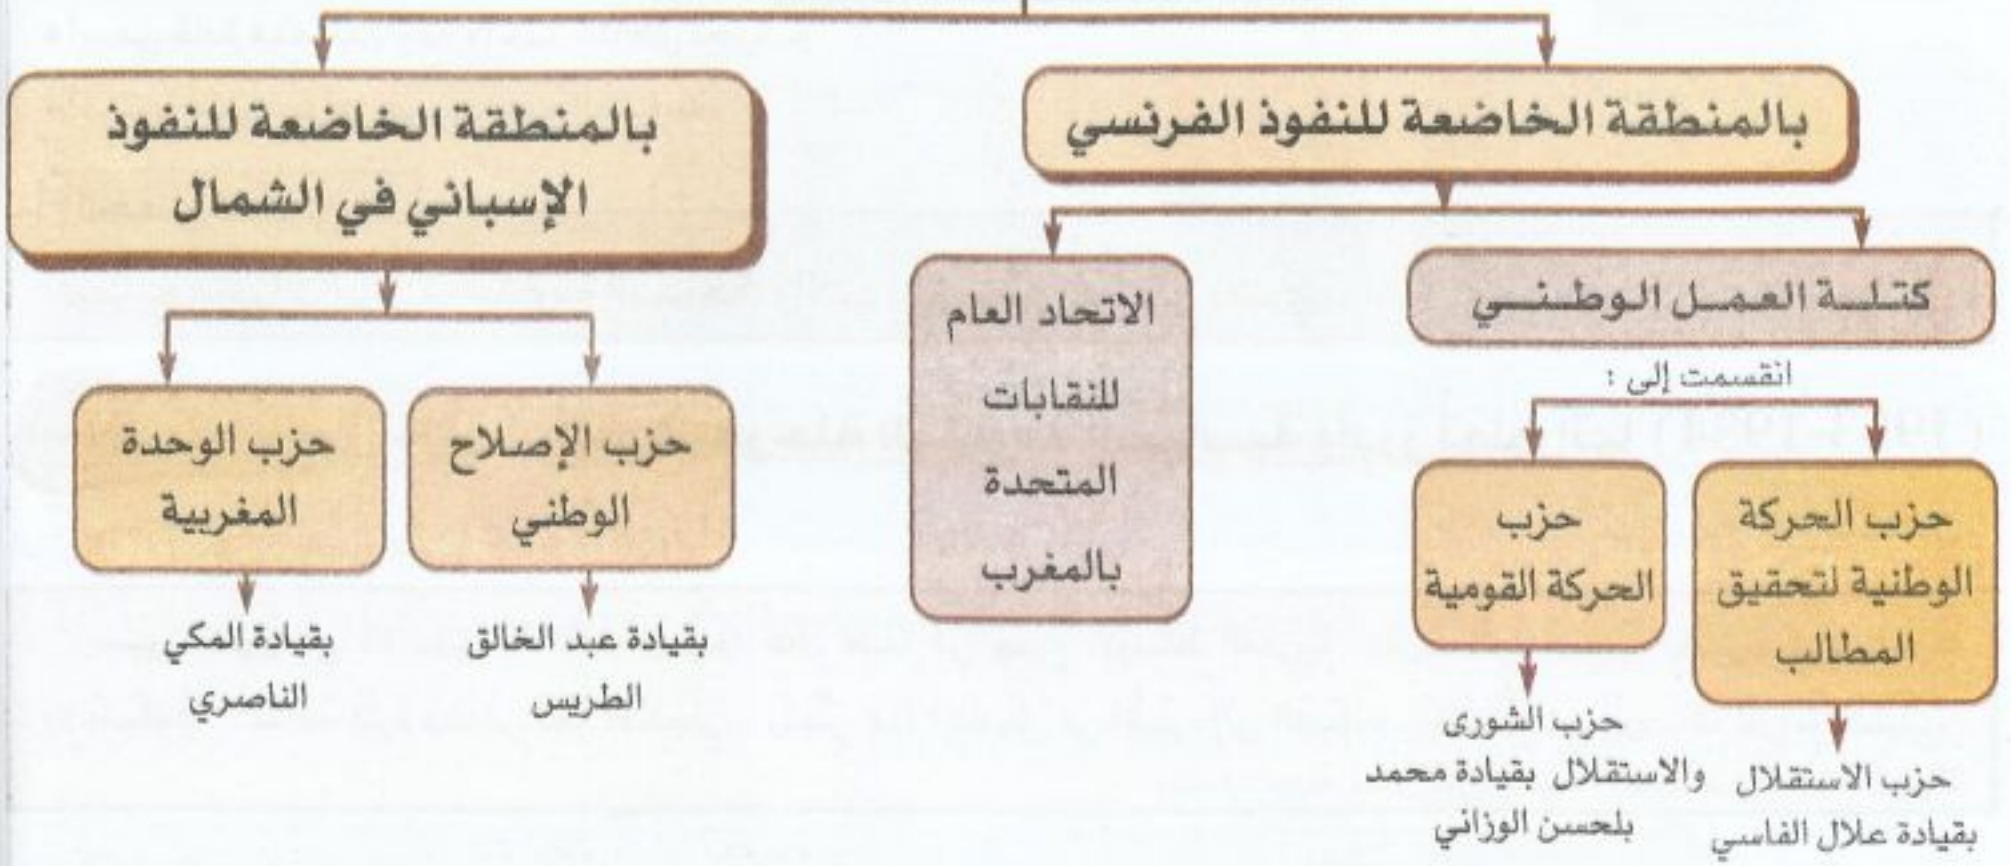 بالمنطقة الخاضعة للنفوذ الفرنسي
كتلة العمل الوطني
انقسمت إلى :
حزب الحركة
الوطنية لتحقيق
المطالب
حزب الاستقلال
بقيادة علال الفاسي
حزب
الحركة القومية
حزب الشورى
والاستقلال بقيادة محمد
بلحسن الوزاني
الاتحاد العام
للنقابات
المتحدة
بالمغرب
بالمنطقة الخاضعة للنفوذ
الإسباني في الشمال
حزب الإصلاح
الوطني
بقيادة عبد الخالق
الطريس
حزب الوحدة
المغربية
بقيادة المكي
الناصري